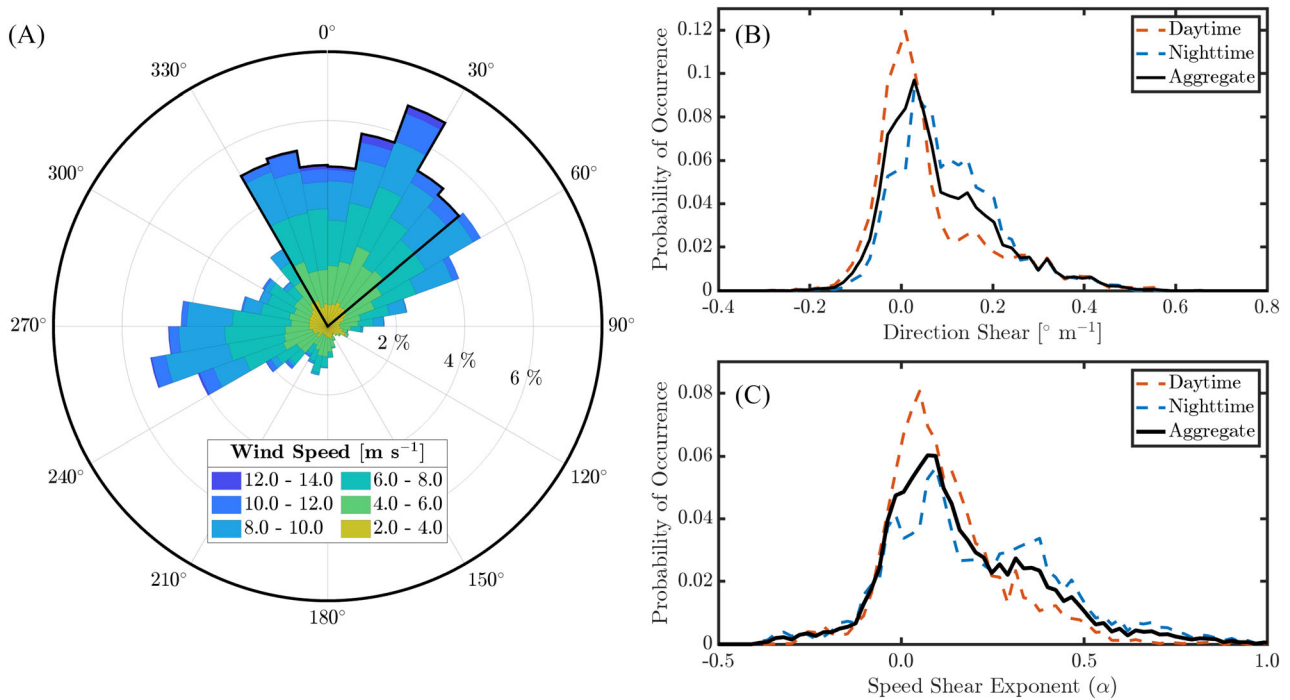 (A)
0°
30°
60°
90°
120°
150°
180°
210°
240°
270°
300°
330°
2 %
4 %
6 %
Wind Speed [m s⁻¹]
12.0 - 14.0 6.0 - 8.0
10.0 - 12.0 4.0 - 6.0
8.0 - 10.0 2.0 - 4.0
(B)
Probability of Occurrence
0.12
0.1
0.08
0.06
0.04
0.02
0
-0.4 -0.2 0.0 0.2 0.4 0.6 0.8
Direction Shear [° m⁻¹]
Daytime
Nighttime
Aggregate
(C)
Probability of Occurrence
0.08
0.06
0.04
0.02
0
-0.5 0.0 0.5 1.0
Speed Shear Exponent (α)
Daytime
Nighttime
Aggregate